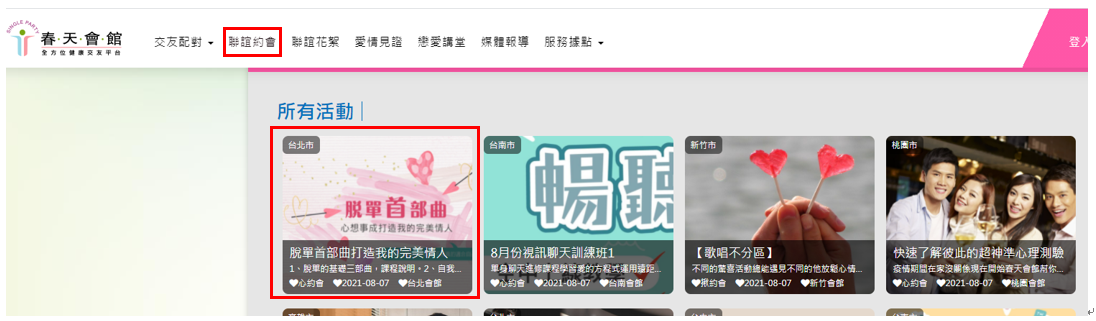 SINGLE PARTY
春·天·會·館
全方位健康交友平台
交友配對
聯誼約會
聯誼花絮
愛情見證
戀愛講堂
媒體報導
服務據點
登入
所有活動
台北市
脫單首部曲
心想事成打造我的完美情人
脫單首部曲打造我的完美情人
1、脫單的基礎三部曲,課程說明。2、自我...
心約會 2021-08-07 台北會館
台南市
暢聽
8月份視訊聊天訓練班1
單身聊天進修課程學習愛的方程式運用遠距...
心約會 2021-08-07 台南會館
新竹市
【歌唱不分區】
不同的驚喜活動總能遇見不同的他放鬆心情...
揪約會 2021-08-07 新竹會館
桃園市
快速了解彼此的超神準心理測驗
疫情期間在家沒關係現在開始春天會館幫你...
心約會 2021-08-07 桃園會館